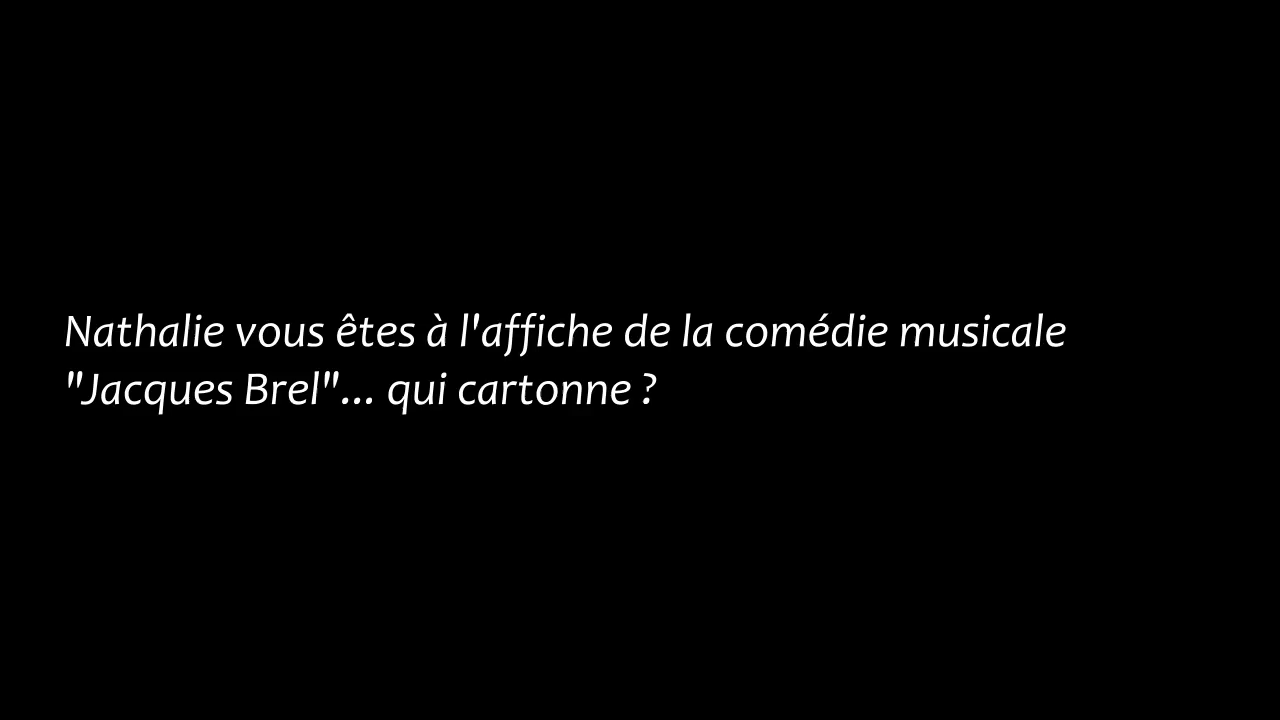 Nathalie vous êtes à l'affiche de la comédie musicale
"Jacques Brel"... qui cartonne ?